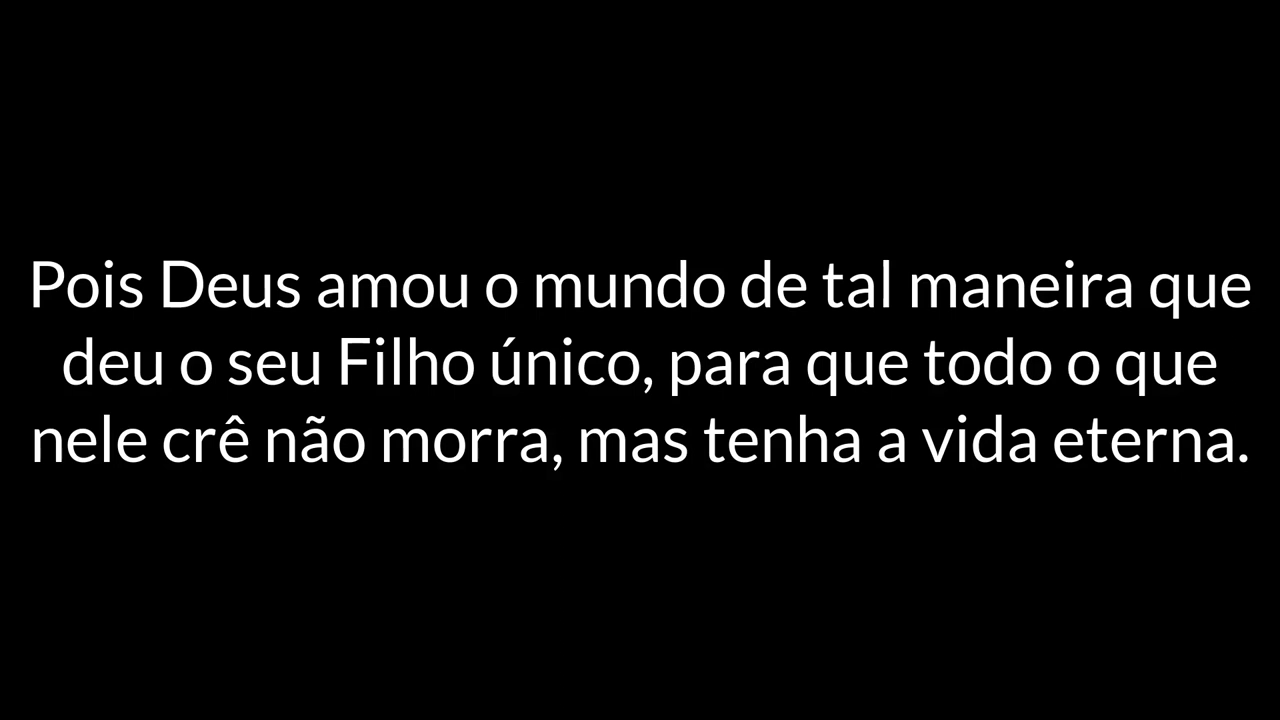 Pois Deus amou o mundo de tal maneira que
deu o seu Filho único, para que todo o que
nele crê não morra, mas tenha a vida eterna.